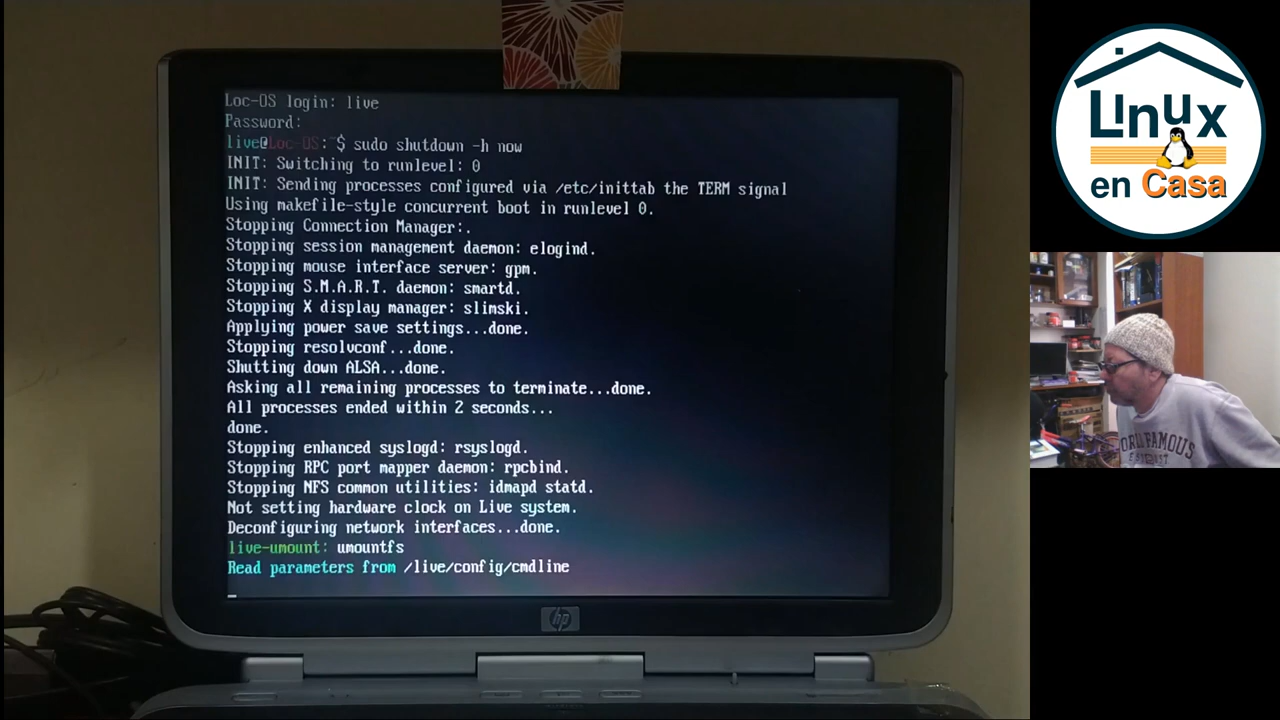 Loc-OS login: live
Password:
live@Loc-OS:~$ sudo shutdown -h now
INIT: Switching to runlevel: 0
INIT: Sending processes configured via /etc/inittab the TERM signal
Using makefile-style concurrent boot in runlevel 0.
Stopping Connection Manager:.
Stopping session management daemon: elogind.
Stopping mouse interface server: gpm.
Stopping S.M.A.R.T. daemon: smartd.
Stopping X display manager: slimski.
Applying power save settings...done.
Stopping resolvconf...done.
Shutting down ALSA...done.
Asking all remaining processes to terminate...done.
All processes ended within 2 seconds...
done.
Stopping enhanced syslogd: rsyslogd.
Stopping RPC port mapper daemon: rpcbind.
Stopping NFS common utilities: idmapd statd.
Not setting hardware clock on Live system.
Deconfiguring network interfaces...done.
live-umount: umountfs
Read parameters from /live/config/cmdline
hp
LInux
en Casa
FAMOUS